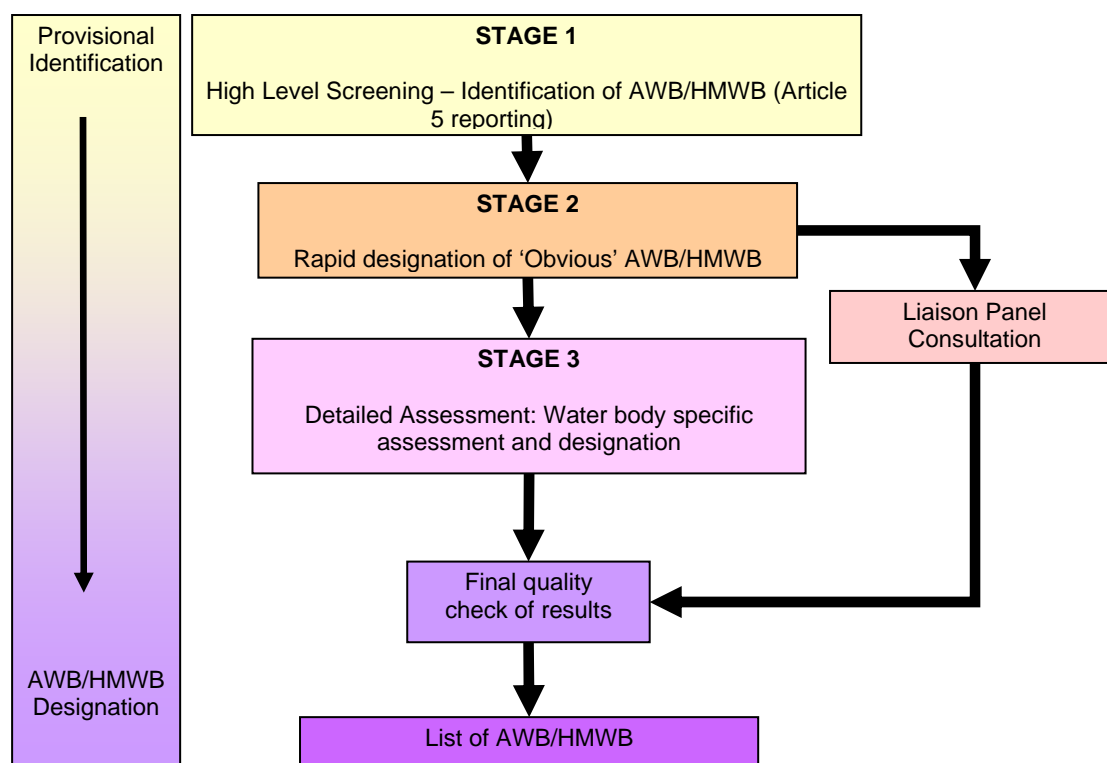 Provisional
Identification
STAGE 1
High Level Screening – Identification of AWB/HMWB (Article
5 reporting)
STAGE 2
Rapid designation of ‘Obvious’ AWB/HMWB
Liaison Panel
Consultation
STAGE 3
Detailed Assessment: Water body specific
assessment and designation
Final quality
check of results
AWB/HMWB
Designation
List of AWB/HMWB